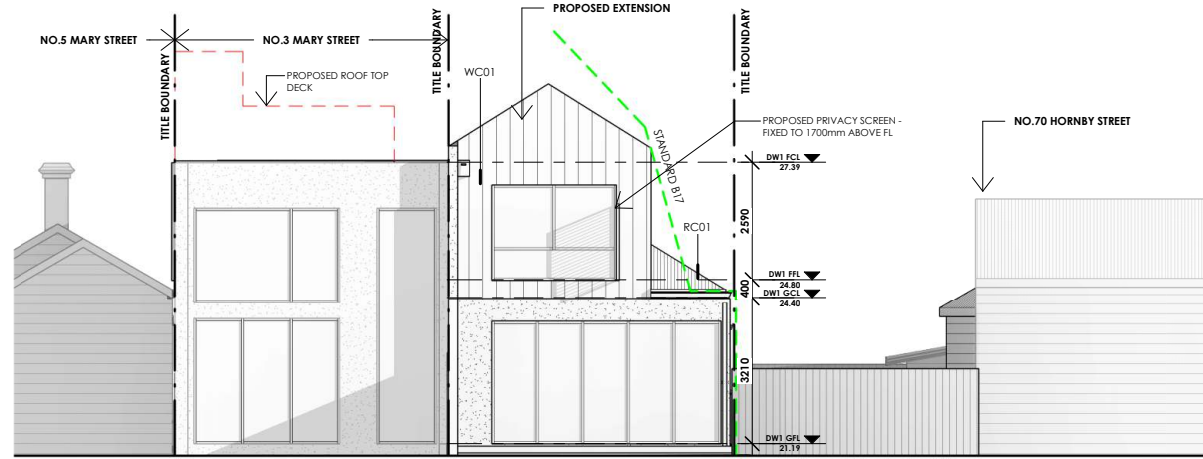 PROPOSED EXTENSION
NO.5 MARY STREET
NO.3 MARY STREET
TITLE BOUNDARY
TITLE BOUNDARY
TITLE BOUNDARY
PROPOSED ROOF TOP
DECK
WC01
PROPOSED PRIVACY SCREEN -
FIXED TO 1700mm ABOVE FL
NO.70 HORNBY STREET
STANDARD B17
DW1 FCL
27.39
2590
RC01
DW1 FFL
24.80
400
DW1 GCL
24.40
3210
DW1 GFL
21.19